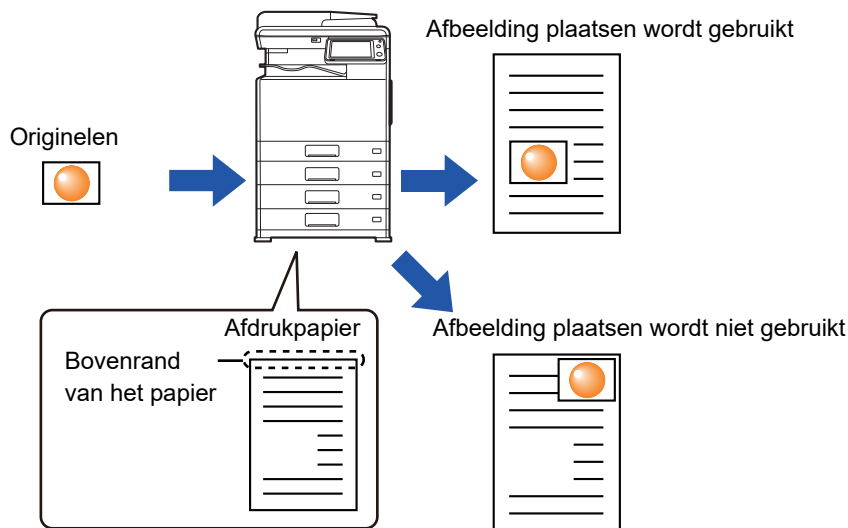 Afbeelding plaatsen wordt gebruikt
Originelen
Afdrukpapier
Bovenrand
van het papier
Afbeelding plaatsen wordt niet gebruikt